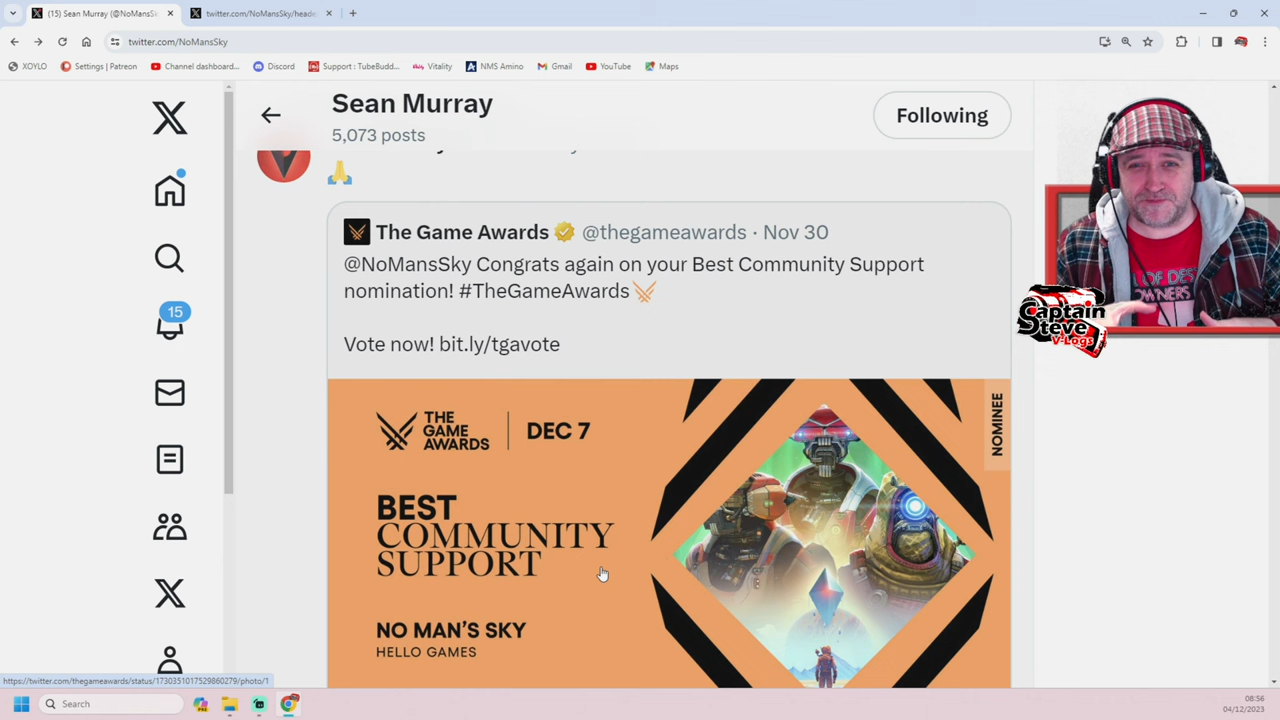 (15) Sean Murray (@NoMansSk
twitter.com/NoMansSky/heade
twitter.com/NoMansSky
XOYLO
Settings | Patreon
Channel dashboard...
Discord
Support : TubeBudd...
Vitality
NMS Amino
Gmail
YouTube
Maps
Sean Murray
5,073 posts
Following
The Game Awards @thegameawards · Nov 30
@NoMansSky Congrats again on your Best Community Support
nomination! #TheGameAwards
Vote now! bit.ly/tgavote
15
THE
GAME
AWARDS
DEC 7
NOMINEE
BEST
COMMUNITY
SUPPORT
NO MAN'S SKY
HELLO GAMES
Captain
Steve
V-Logs
https://twitter.com/thegameawards/status/1730351017529860279/photo/1
Search
08:56
04/12/2023